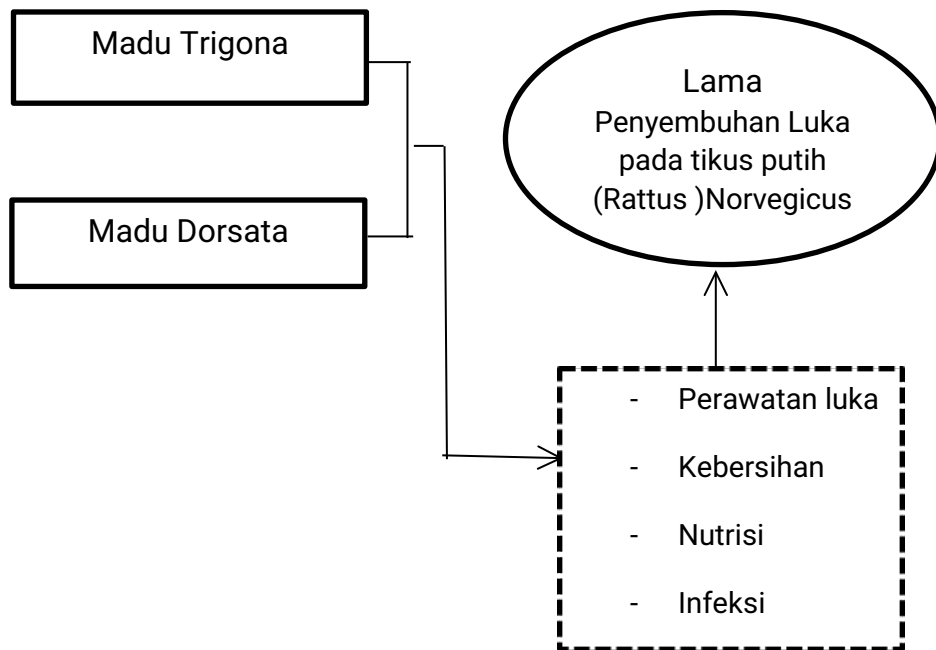 Madu Trigona
Madu Dorsata
Lama
Penyembuhan Luka
pada tikus putih
(Rattus )Norvegicus
- Perawatan luka
- Kebersihan
- Nutrisi
- Infeksi